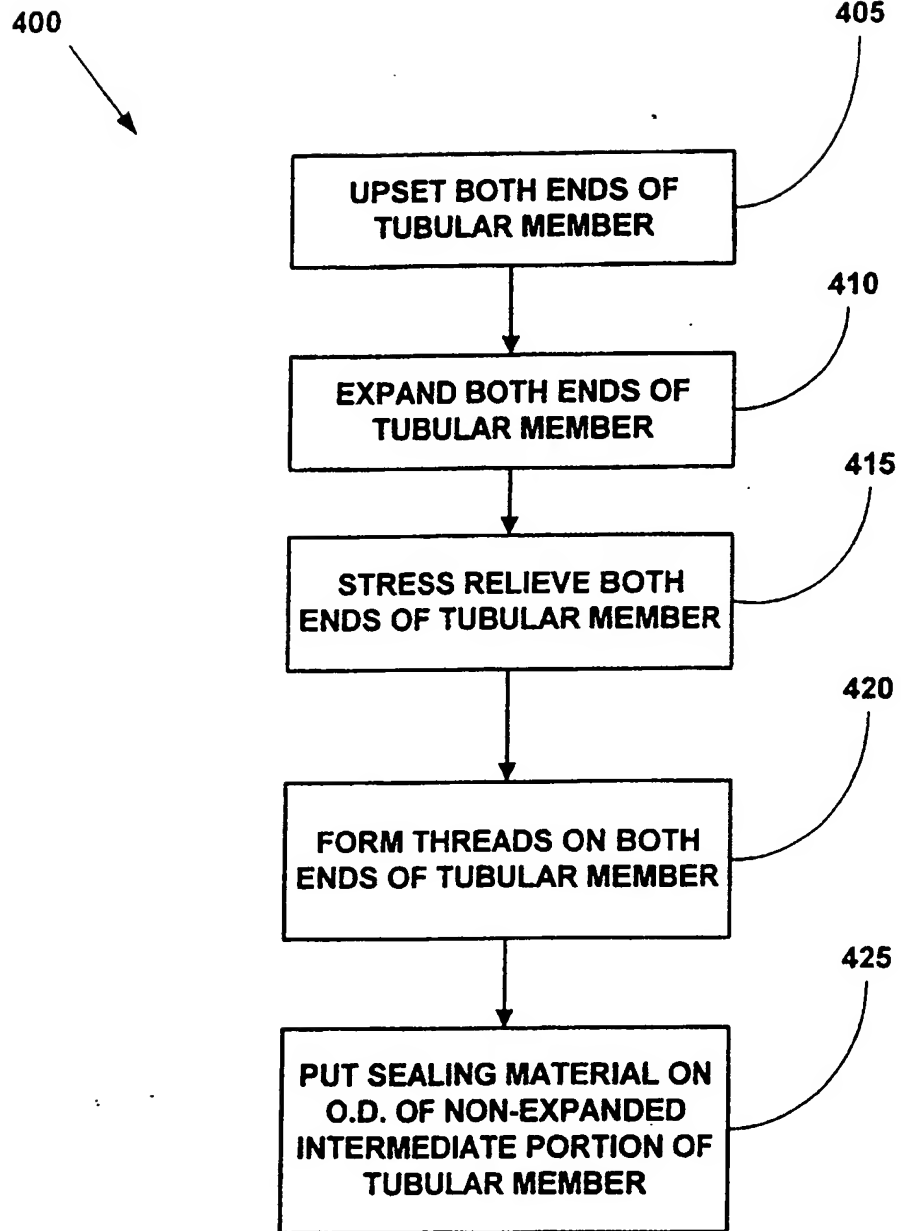 400
405
UPSET BOTH ENDS OF
TUBULAR MEMBER
410
EXPAND BOTH ENDS OF
TUBULAR MEMBER
415
STRESS RELIEVE BOTH
ENDS OF TUBULAR MEMBER
420
FORM THREADS ON BOTH
ENDS OF TUBULAR MEMBER
425
PUT SEALING MATERIAL ON
O.D. OF NON-EXPANDED
INTERMEDIATE PORTION OF
TUBULAR MEMBER